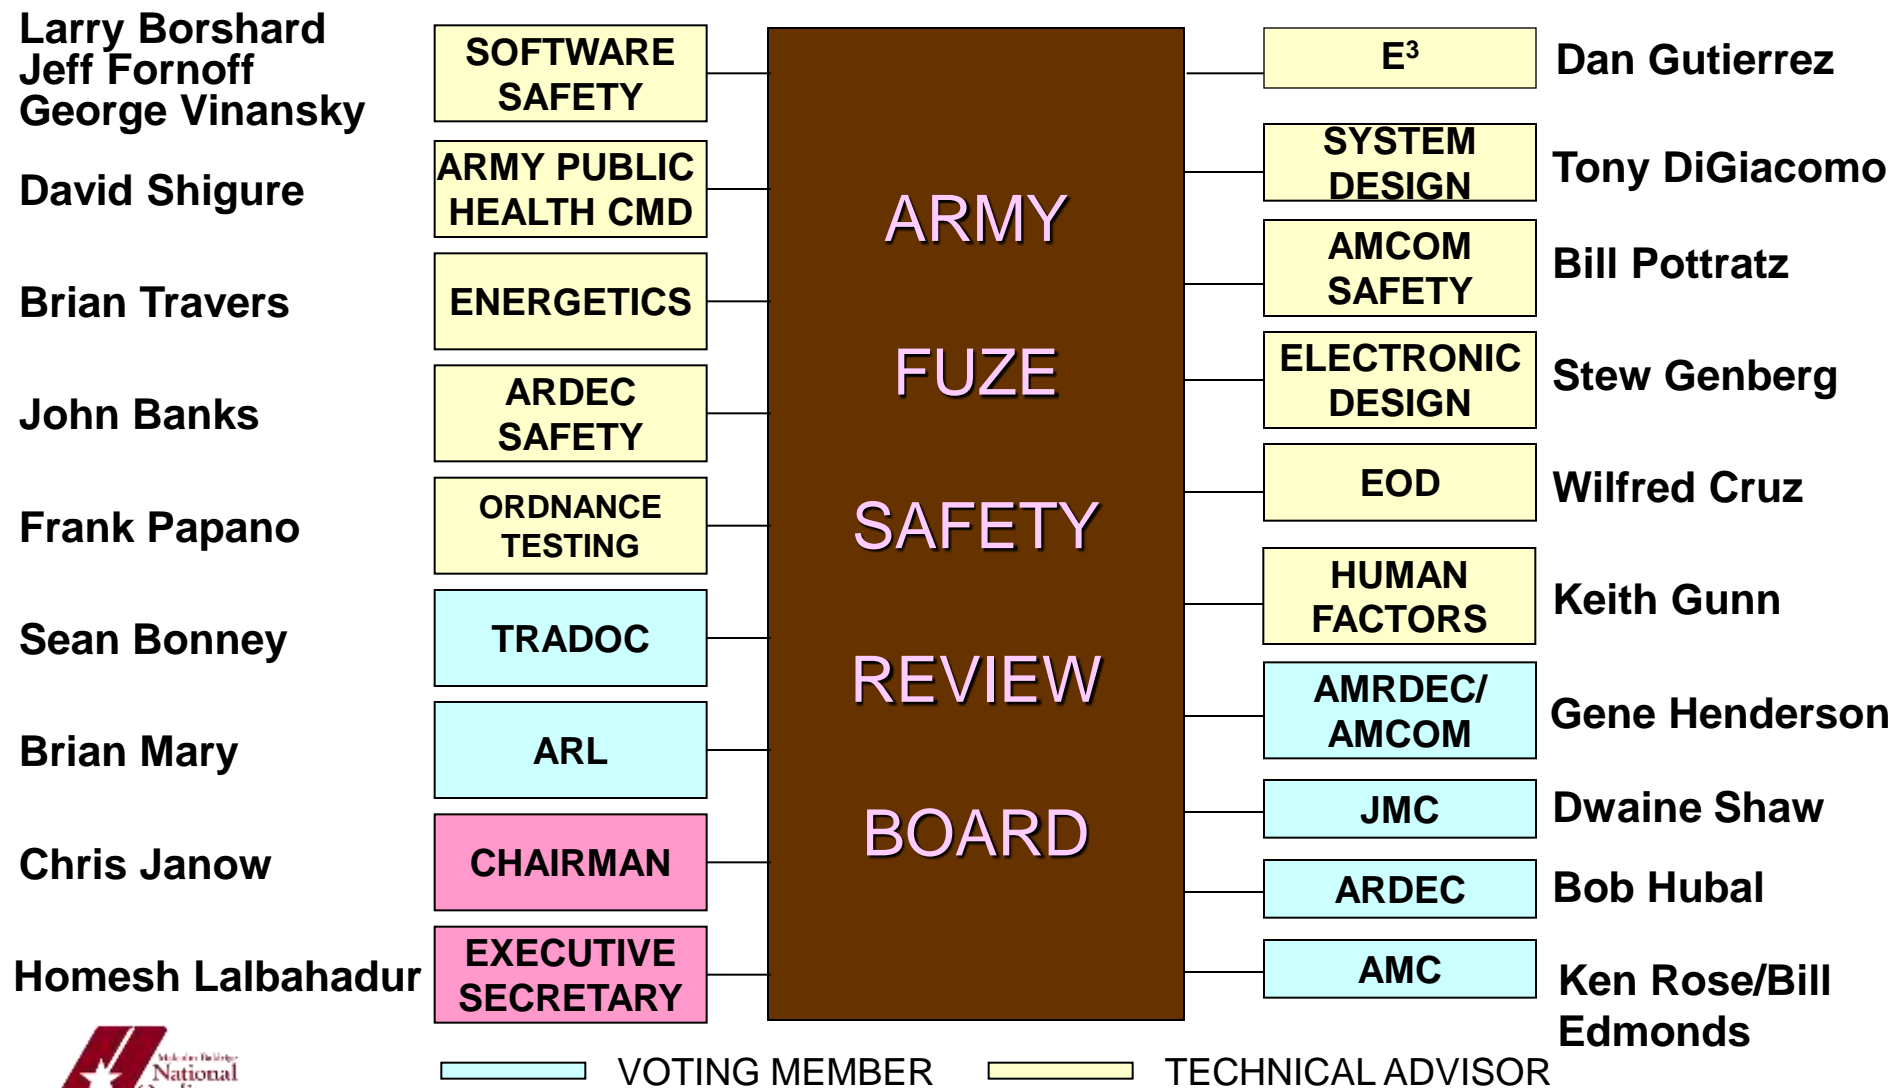 Larry Borshard
Jeff Fornoff
George Vinansky
SOFTWARE
SAFETY
David Shigure
ARMY PUBLIC
HEALTH CMD
Brian Travers
ENERGETICS
John Banks
ARDEC
SAFETY
Frank Papano
ORDNANCE
TESTING
Sean Bonney
TRADOC
Brian Mary
ARL
Chris Janow
CHAIRMAN
Homesh Lalbahadur
EXECUTIVE
SECRETARY
ARMY
FUZE
SAFETY
REVIEW
BOARD
E³
Dan Gutierrez
SYSTEM
DESIGN
Tony DiGiacomo
AMCOM
SAFETY
Bill Pottratz
ELECTRONIC
DESIGN
Stew Genberg
EOD
Wilfred Cruz
HUMAN
FACTORS
Keith Gunn
AMRDEC/
AMCOM
Gene Henderson
JMC
Dwaine Shaw
ARDEC
Bob Hubal
AMC
Ken Rose/Bill
Edmonds
National
VOTING MEMBER
TECHNICAL ADVISOR